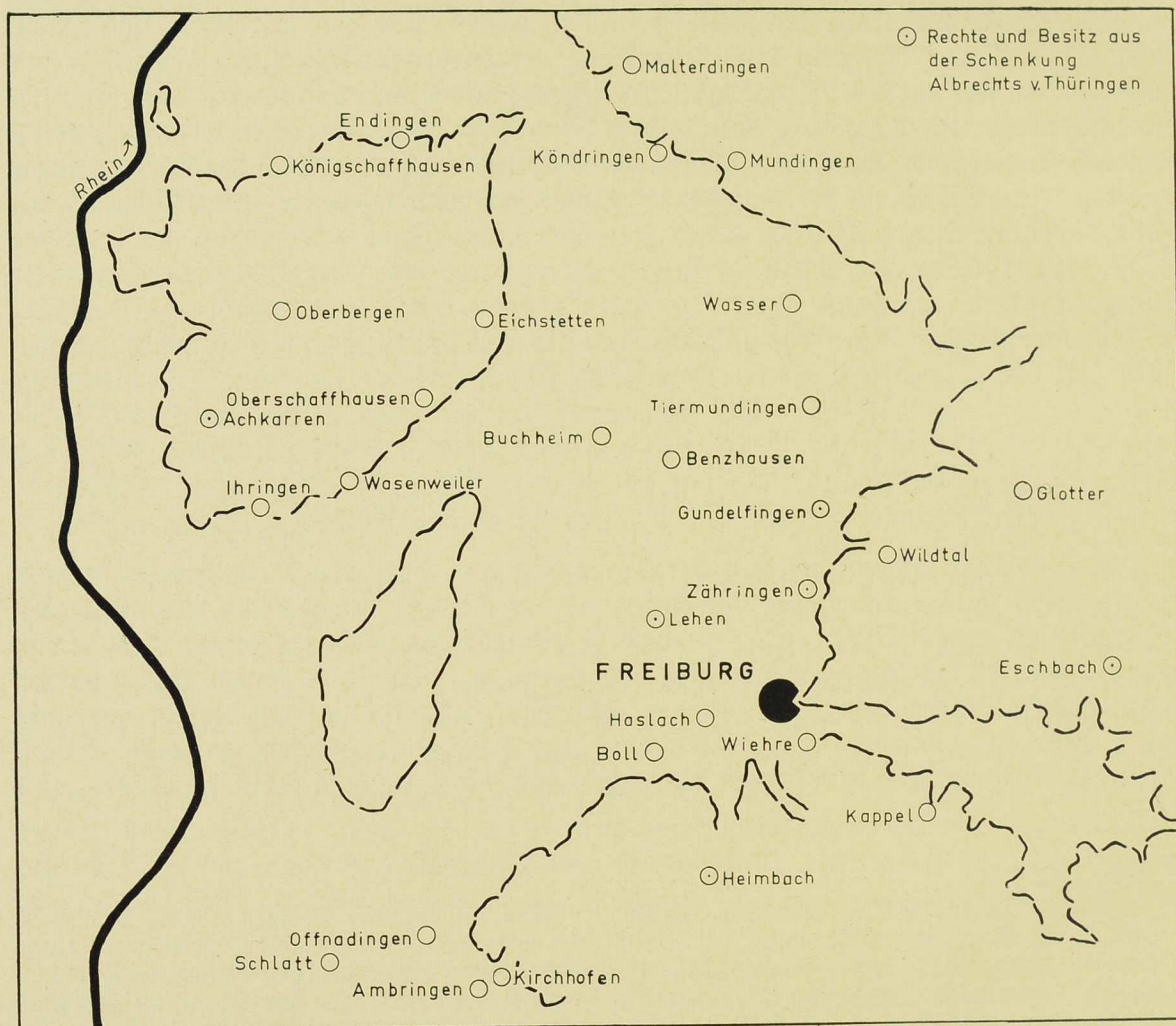 Rechte und Besitz aus
der Schenkung
Albrechts v. Thüringen
Malterdingen
Endingen
Königschaffhausen
Köndringen
Mundingen
Rhein
Oberbergen
Eichstetten
Wasser
Oberschaffhausen
Achkarren
Tiermundingen
Buchheim
Benzhausen
Ihringen
Wasenweiler
Glotter
Gundelfingen
Wildtal
Zähringen
Lehen
FREIBURG
Eschbach
Haslach
Boll
Wiehre
Kappel
Heimbach
Offnadingen
Schlatt
Kirchhofen
Ambringen